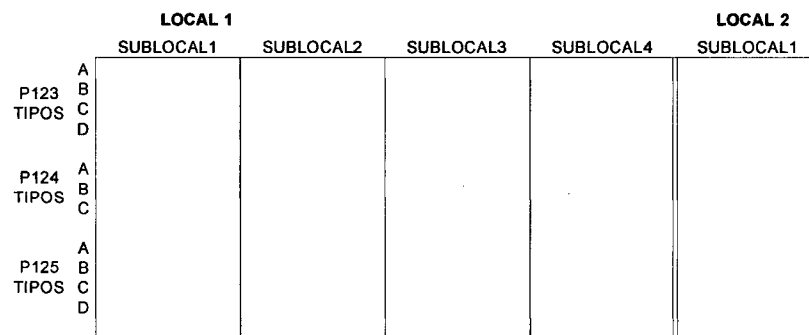 LOCAL 1 LOCAL 2
SUBLOCAL1 SUBLOCAL2 SUBLOCAL3 SUBLOCAL4 SUBLOCAL1
A
P123 B
TIPOS C
D
A
P124 B
TIPOS C
A
P125 B
TIPOS C
D